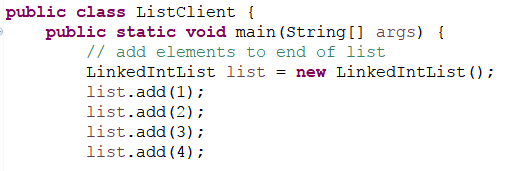 public class ListClient {
    public static void main(String[] args) {
        // add elements to end of list
        LinkedIntList list = new LinkedIntList();
        list.add(1);
        list.add(2);
        list.add(3);
        list.add(4);